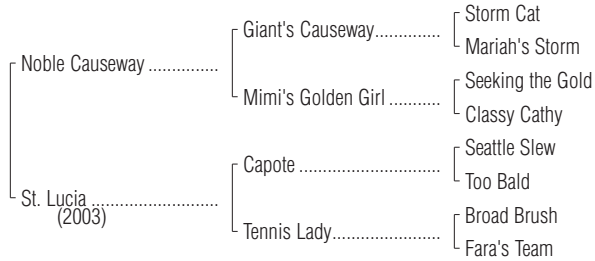 Storm Cat
Giant's Causeway..............
Mariah's Storm
Noble Causeway ...............
Seeking the Gold
Mimi's Golden Girl ...........
Classy Cathy
Seattle Slew
Capote ..............................
Too Bald
St. Lucia ...........................
(2003)
Broad Brush
Tennis Lady.......................
Fara's Team